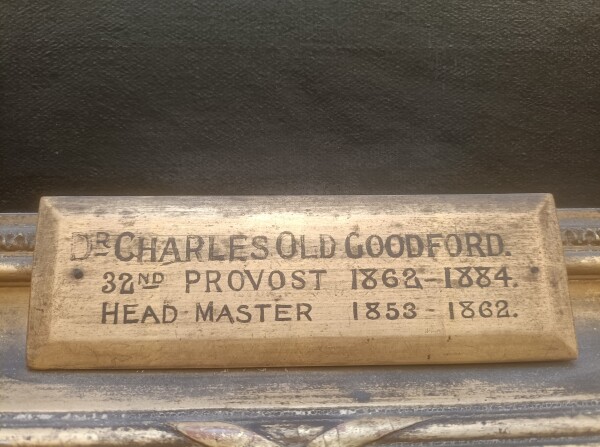 DR CHARLES OLD GOODFORD.
32ND PROVOST 1862-1884.
HEAD MASTER 1853-1862.